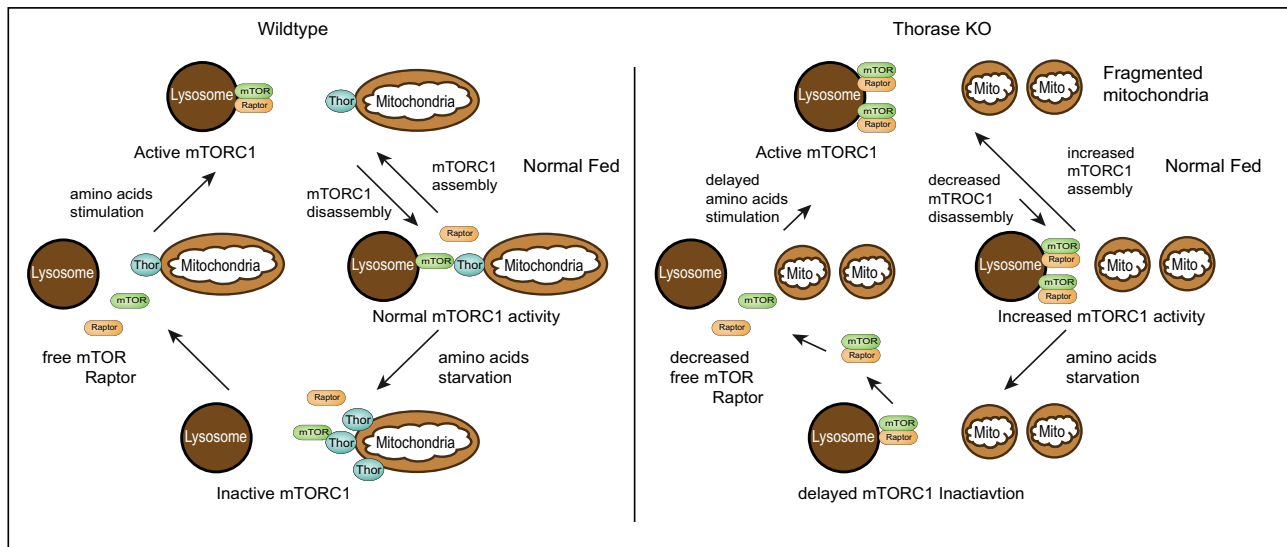 Wildtype
Lysosome
mTOR
Raptor
Active mTORC1
Thor
Mitochondria
Normal Fed
amino acids
stimulation
mTORC1
disassembly
mTORC1
assembly
Lysosome
Thor
Mitochondria
mTOR
Raptor
free mTOR
Raptor
Raptor
Lysosome
mTOR
Thor
Mitochondria
Normal mTORC1 activity
amino acids
starvation
Lysosome
Raptor
mTOR
Thor
Thor
Thor
Mitochondria
Inactive mTORC1
Thorase KO
Lysosome
mTOR
Raptor
mTOR
Raptor
Active mTORC1
Mito
Mito
Fragmented
mitochondria
Normal Fed
delayed
amino acids
stimulation
decreased
mTROC1
disassembly
increased
mTORC1
assembly
Lysosome
Mito
Mito
mTOR
Raptor
decreased
free mTOR
Raptor
mTOR
Raptor
Lysosome
mTOR
Raptor
mTOR
Raptor
Mito
Mito
Increased mTORC1 activity
amino acids
starvation
Lysosome
mTOR
Raptor
Mito
Mito
delayed mTORC1 Inactiavtion